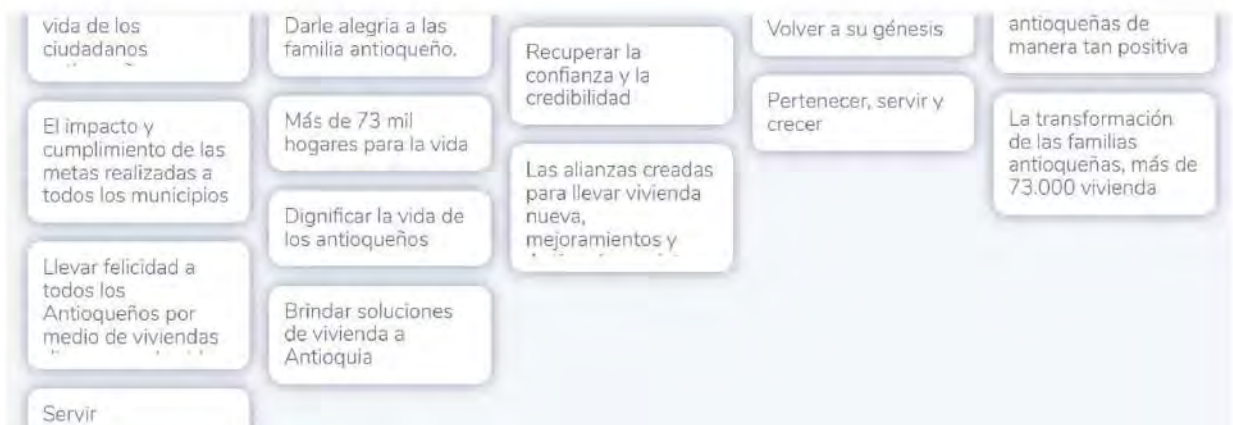 vida de los
ciudadanos
El impacto y
cumplimiento de las
metas realizadas a
todos los municipios
Llevar felicidad a
todos los
Antioqueños por
medio de viviendas
Servir
Darle alegria a las
familia antioqueño.
Más de 73 mil
hogares para la vida
Dignificar la vida de
los antioqueños
Brindar soluciones
de vivienda a
Antioquia
Recuperar la
confianza y la
credibilidad
Las alianzas creadas
para llevar vivienda
nueva,
mejoramientos y
Volver a su génesis
Pertenecer, servir y
crecer
antioqueñas de
manera tan positiva
La transformación
de las familias
antioqueñas, más de
73.000 vivienda